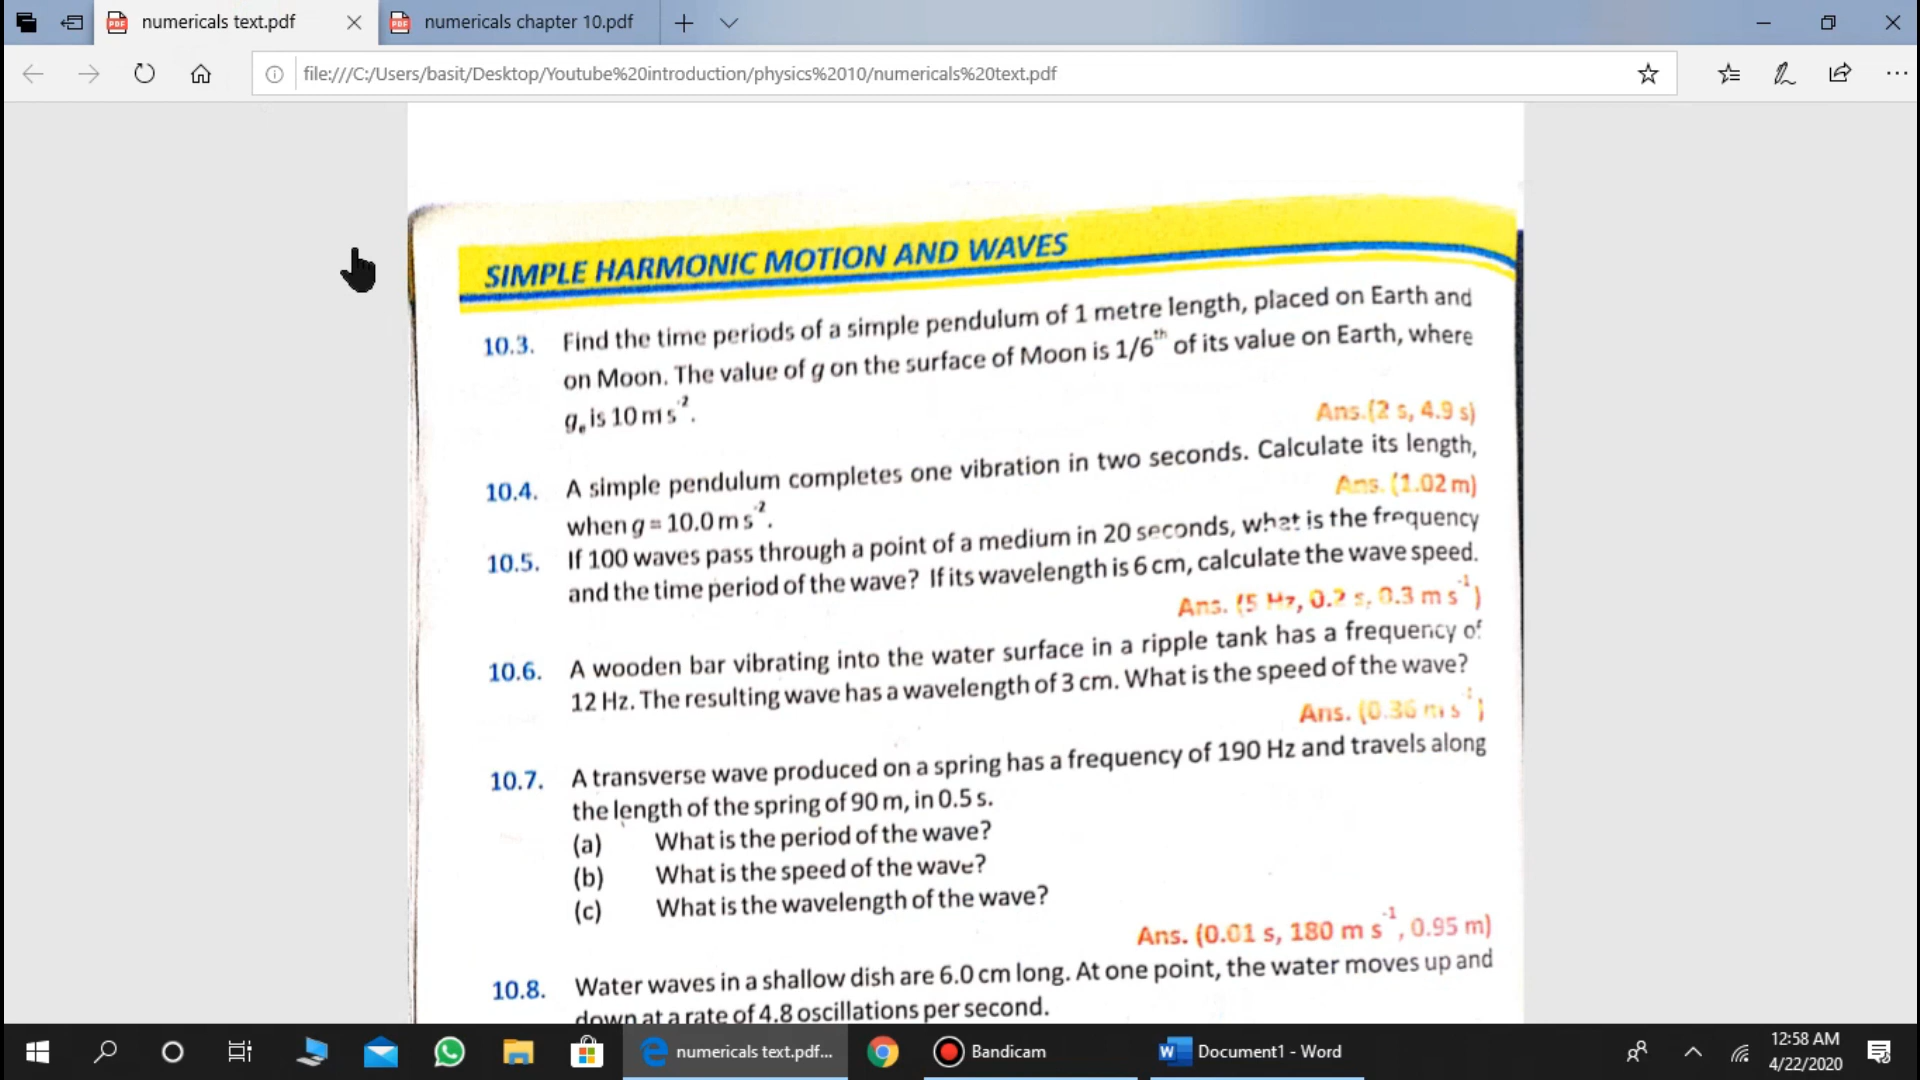 numericals text.pdf
numericals chapter 10.pdf
file:///C:/Users/basit/Desktop/Youtube%20introduction/physics%2010/numericals%20text.pdf
SIMPLE HARMONIC MOTION AND WAVES
10.3. Find the time periods of a simple pendulum of 1 metre length, placed on Earth and
on Moon. The value of g on the surface of Moon is 1/6th of its value on Earth, where
gₑ is 10 m s⁻².
Ans.(2 s, 4.9 s)
10.4. A simple pendulum completes one vibration in two seconds. Calculate its length,
when g = 10.0 m s⁻².
Ans. (1.02 m)
10.5. If 100 waves pass through a point of a medium in 20 seconds, what is the frequency
and the time period of the wave? If its wavelength is 6 cm, calculate the wave speed.
Ans. (5 Hz, 0.2 s, 0.3 m s⁻¹)
10.6. A wooden bar vibrating into the water surface in a ripple tank has a frequency of
12 Hz. The resulting wave has a wavelength of 3 cm. What is the speed of the wave?
Ans. (0.36 m s⁻¹)
10.7. A transverse wave produced on a spring has a frequency of 190 Hz and travels along
the length of the spring of 90 m, in 0.5 s.
(a) What is the period of the wave?
(b) What is the speed of the wave?
(c) What is the wavelength of the wave?
Ans. (0.01 s, 180 m s⁻¹, 0.95 m)
10.8. Water waves in a shallow dish are 6.0 cm long. At one point, the water moves up and
down at a rate of 4.8 oscillations per second.
numericals text.pdf...
Bandicam
Document1 - Word
12:58 AM
4/22/2020